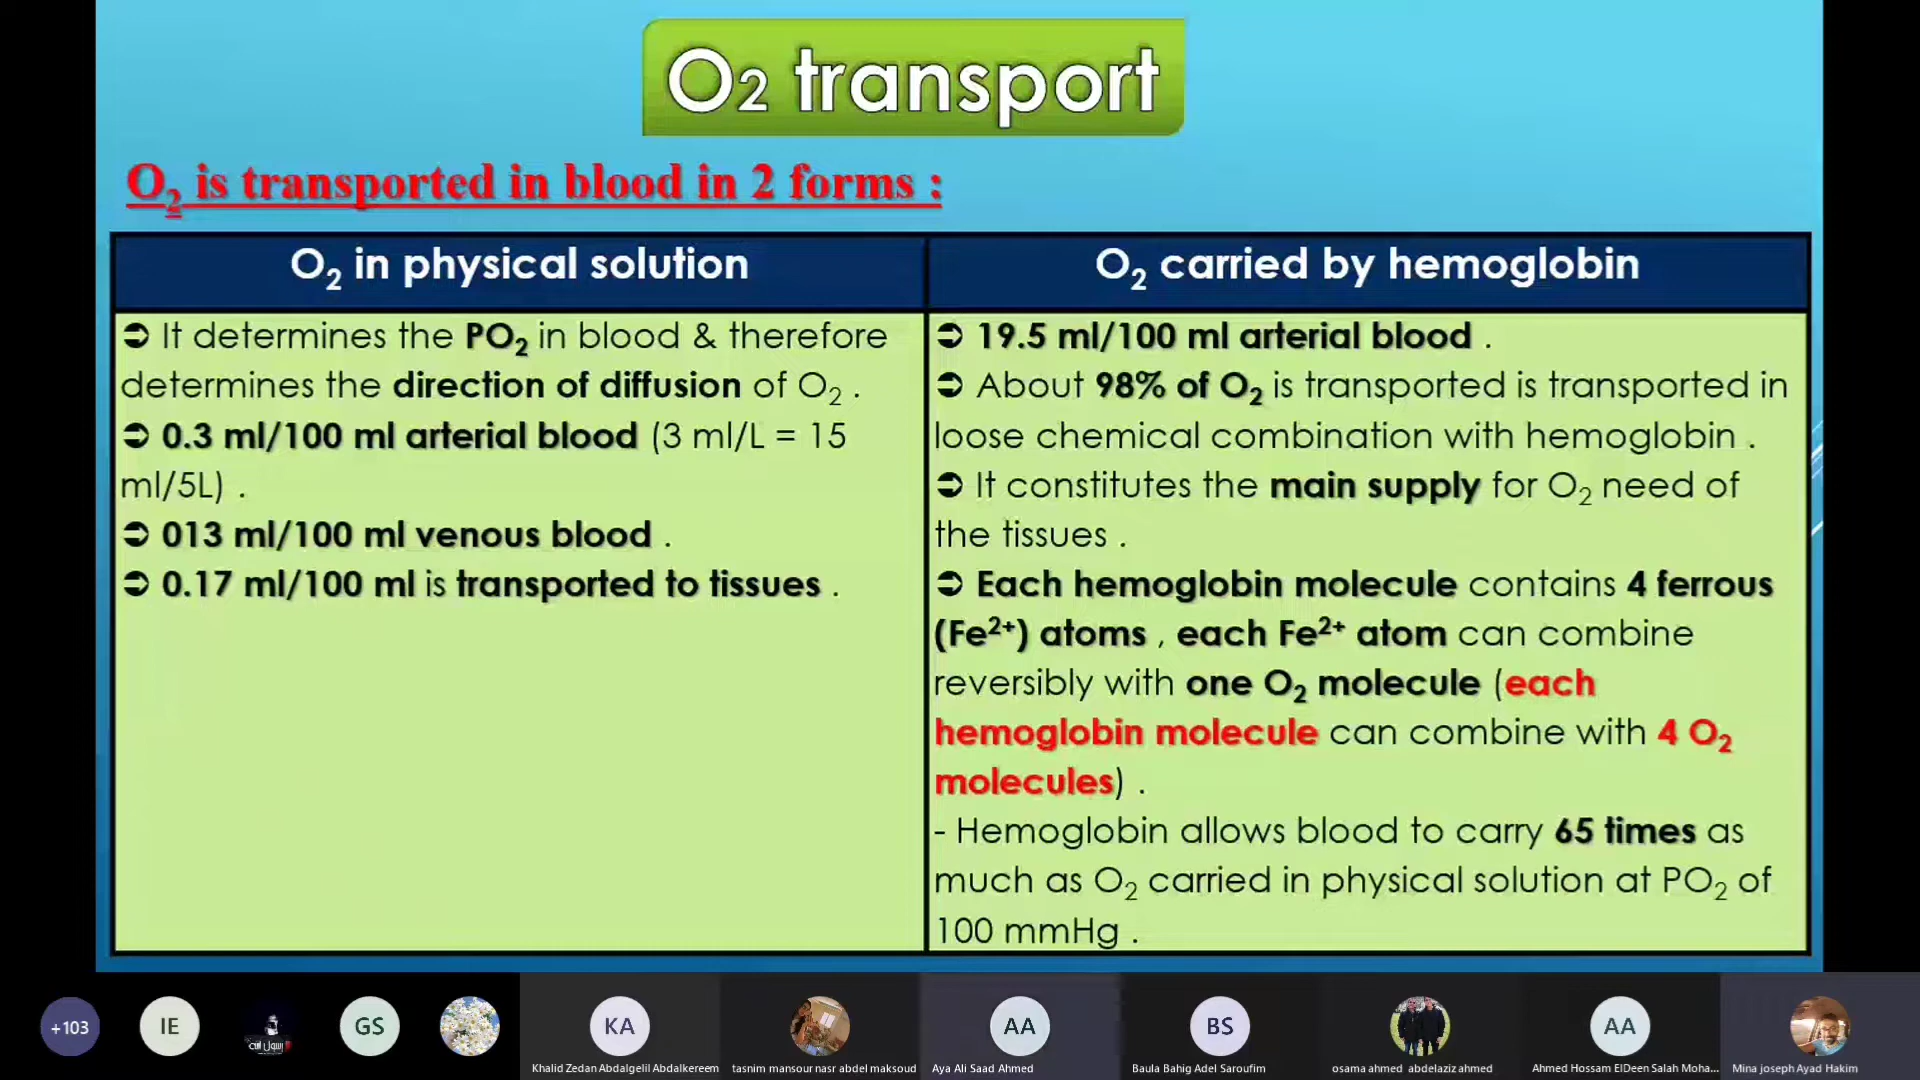 O2 transport
O2 is transported in blood in 2 forms :
O2 in physical solution
➲ It determines the PO2 in blood & therefore
determines the direction of diffusion of O2 .
➲ 0.3 ml/100 ml arterial blood (3 ml/L = 15
ml/5L) .
➲ 013 ml/100 ml venous blood .
➲ 0.17 ml/100 ml is transported to tissues .
O2 carried by hemoglobin
➲ 19.5 ml/100 ml arterial blood .
➲ About 98% of O2 is transported is transported in
loose chemical combination with hemoglobin .
➲ It constitutes the main supply for O2 need of
the tissues .
➲ Each hemoglobin molecule contains 4 ferrous
(Fe2+) atoms , each Fe2+ atom can combine
reversibly with one O2 molecule (each
hemoglobin molecule can combine with 4 O2
molecules) .
- Hemoglobin allows blood to carry 65 times as
much as O2 carried in physical solution at PO2 of
100 mmHg .
+103
IE
رسول الله
GS
KA
AA
BS
AA
Khalid Zedan Abdalgelil Abdalkereem
tasnim mansour nasr abdel maksoud
Aya Ali Saad Ahmed
Baula Bahig Adel Saroufim
osama ahmed abdelaziz ahmed
Ahmed Hossam ElDeen Salah Moha...
Mina joseph Ayad Hakim